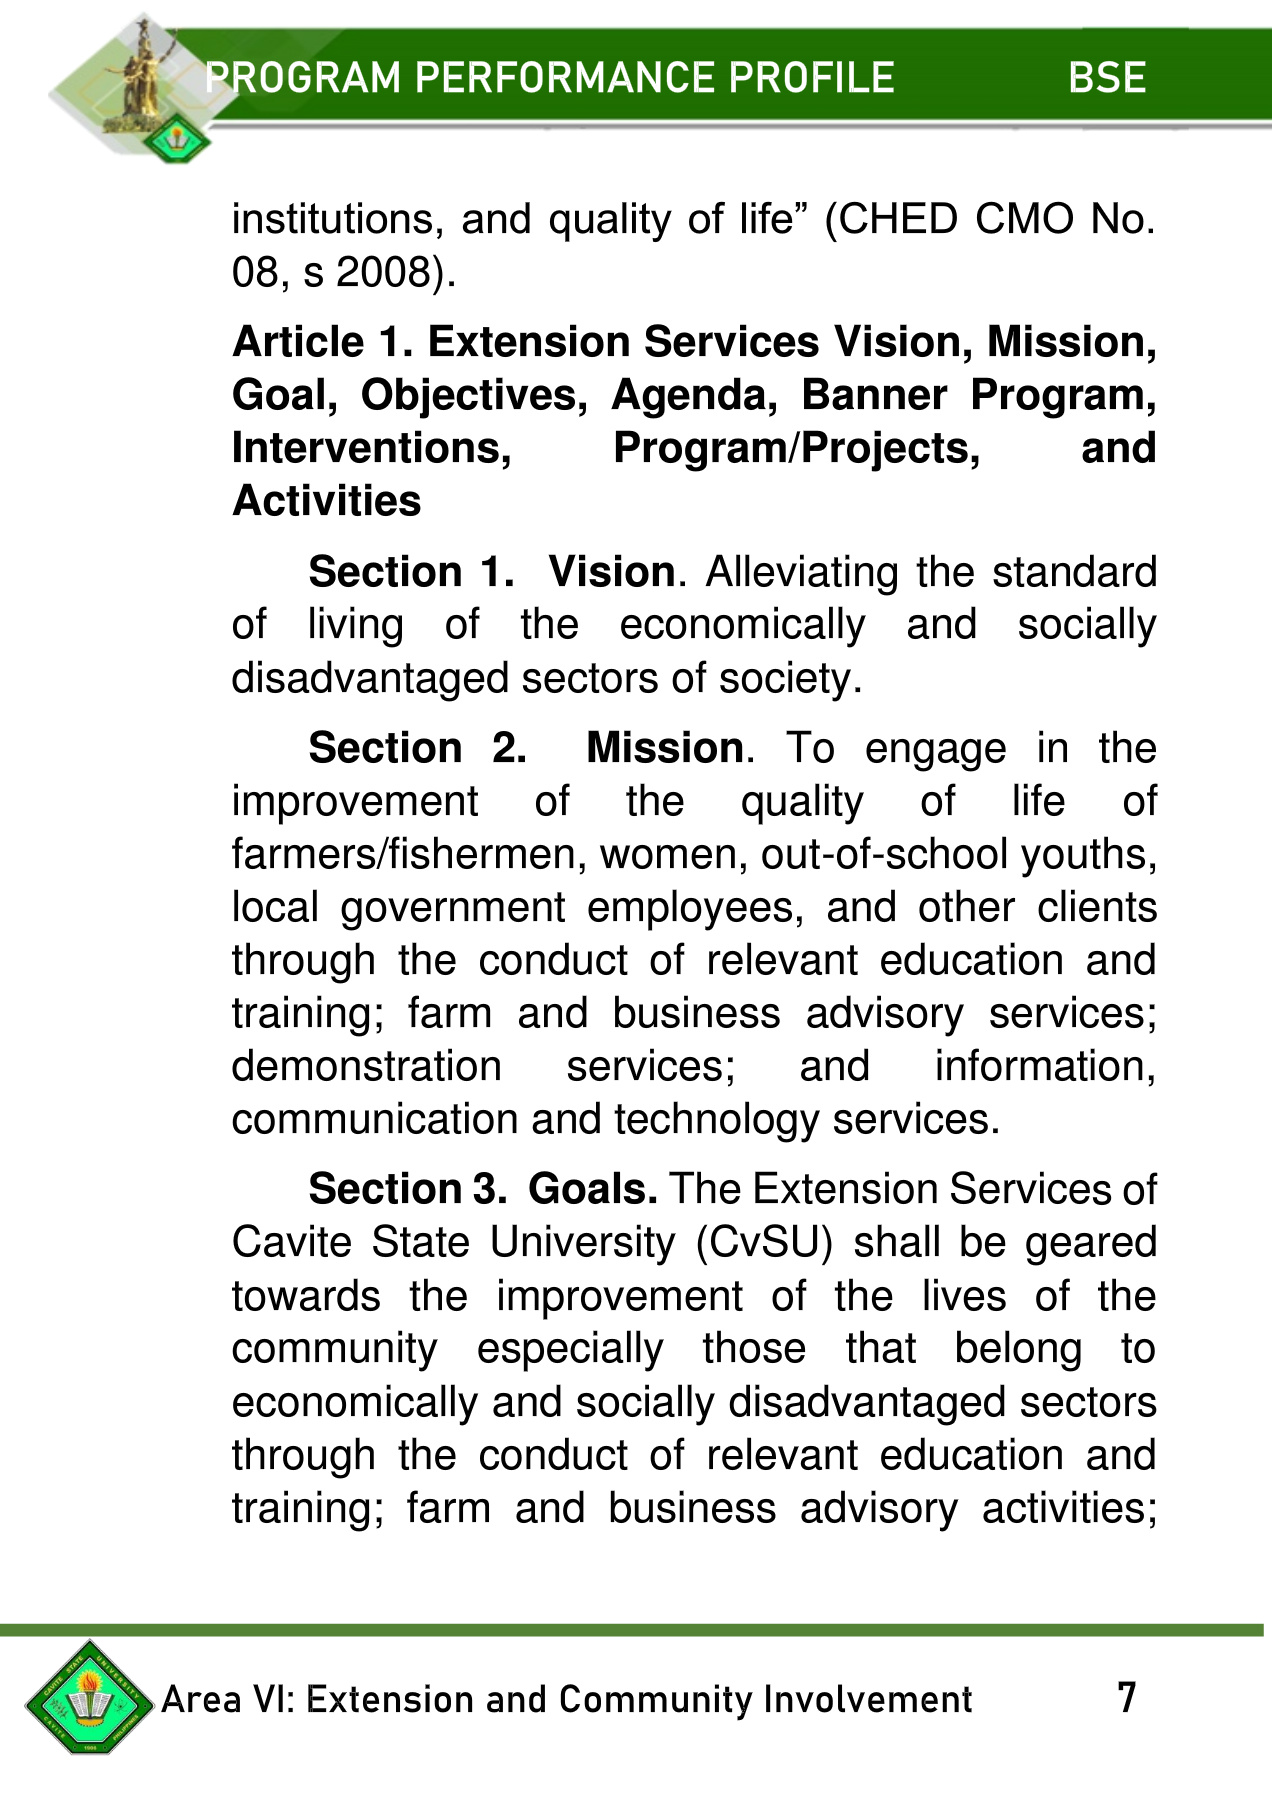 PROGRAM PERFORMANCE PROFILE BSE
institutions, and quality of life” (CHED CMO No.
08, s 2008).
Article 1. Extension Services Vision, Mission,
Goal, Objectives, Agenda, Banner Program,
Interventions, Program/Projects, and
Activities
Section 1. Vision. Alleviating the standard
of living of the economically and socially
disadvantaged sectors of society.
Section 2. Mission. To engage in the
improvement of the quality of life of
farmers/fishermen, women, out-of-school youths,
local government employees, and other clients
through the conduct of relevant education and
training; farm and business advisory services;
demonstration services; and information,
communication and technology services.
Section 3. Goals. The Extension Services of
Cavite State University (CvSU) shall be geared
towards the improvement of the lives of the
community especially those that belong to
economically and socially disadvantaged sectors
through the conduct of relevant education and
training; farm and business advisory activities;
CAVITE STATE UNIVERSITY
CAVITE PHILIPPINES
1906
Area VI: Extension and Community Involvement 7